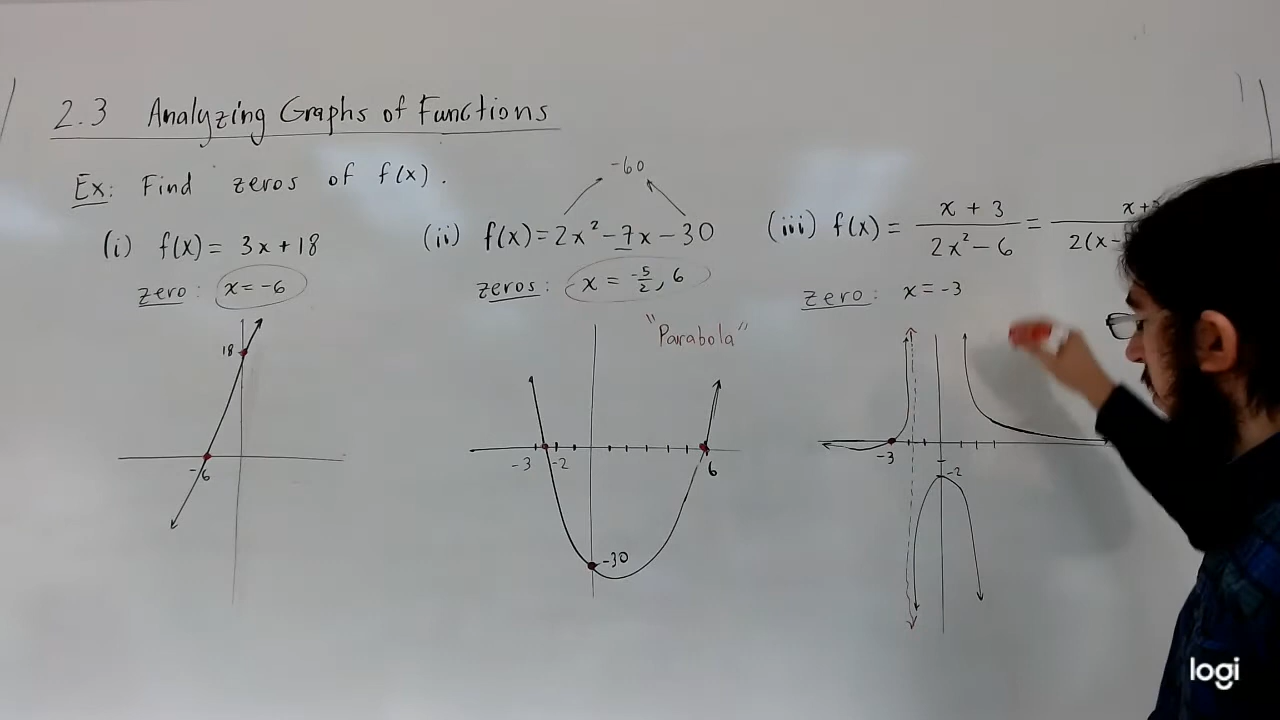 2.3 Analyzing Graphs of Functions
Ex: Find zeros of f(x).
(i) f(x) = 3x + 18
zero: x = -6
18
-6
-60
(ii) f(x) = 2x² - 7x - 30
zeros: x = -5/2, 6
"Parabola"
-3 -2 6
-30
(iii) f(x) = x + 3 / 2x² - 6 = x + / 2(x -
zero: x = -3
-3
-2
logi